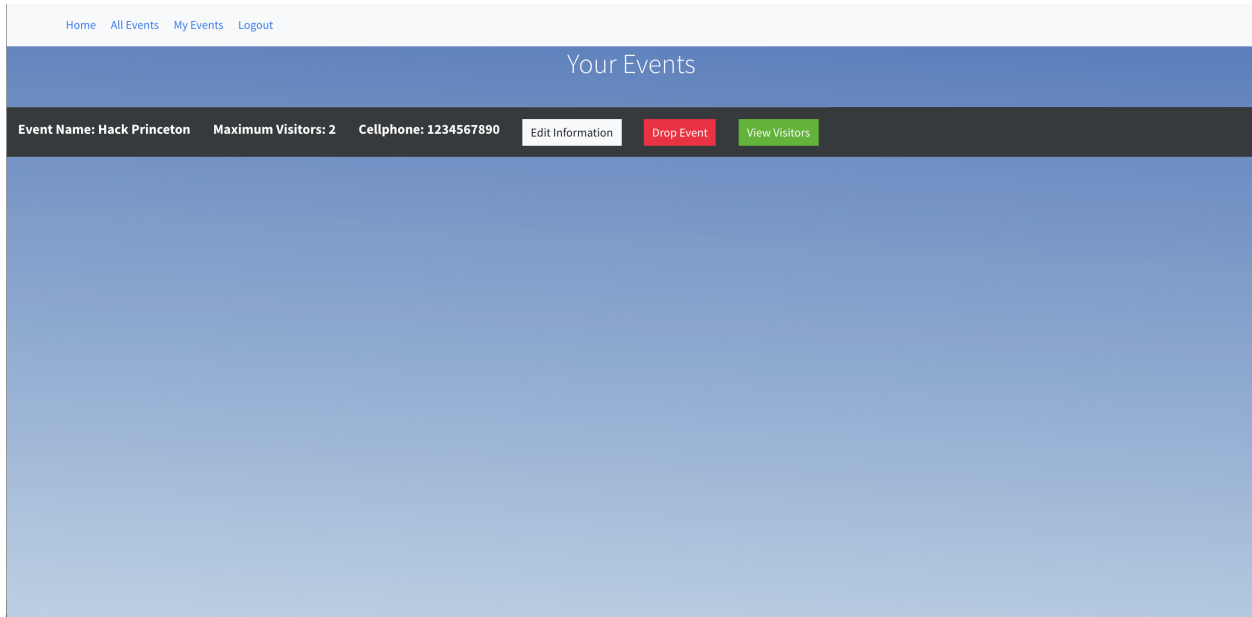 Home All Events My Events Logout
Your Events
Event Name: Hack Princeton Maximum Visitors: 2 Cellphone: 1234567890 Edit Information Drop Event View Visitors